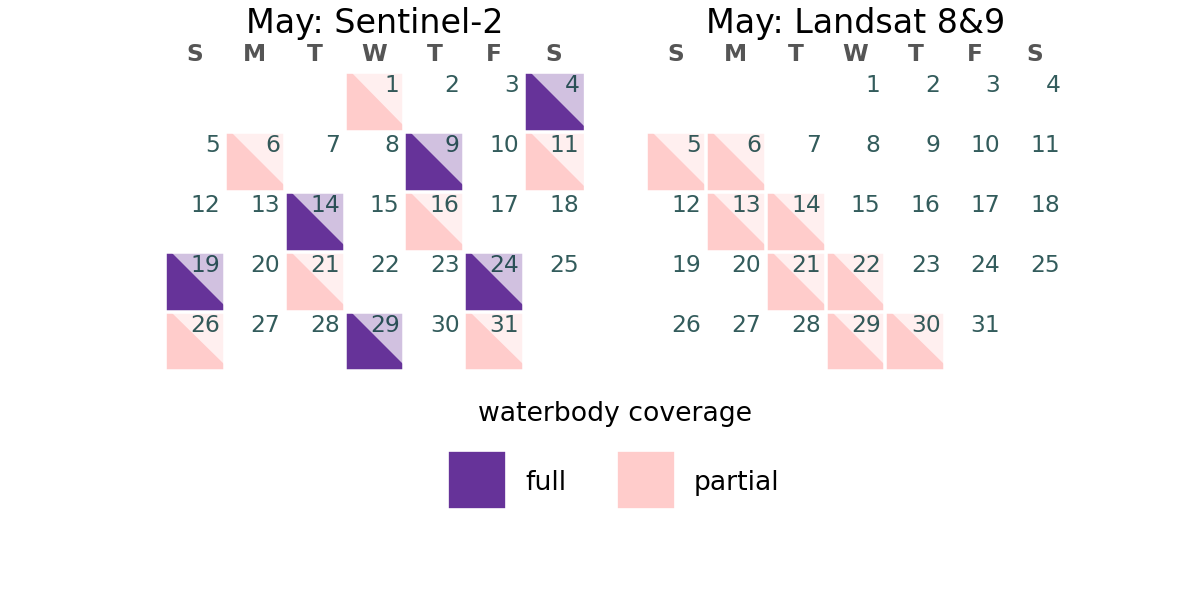 May: Sentinel-2
S M T W T F S
1 2 3 4
5 6 7 8 9 10 11
12 13 14 15 16 17 18
19 20 21 22 23 24 25
26 27 28 29 30 31
May: Landsat 8&9
S M T W T F S
1 2 3 4
5 6 7 8 9 10 11
12 13 14 15 16 17 18
19 20 21 22 23 24 25
26 27 28 29 30 31
waterbody coverage
full partial